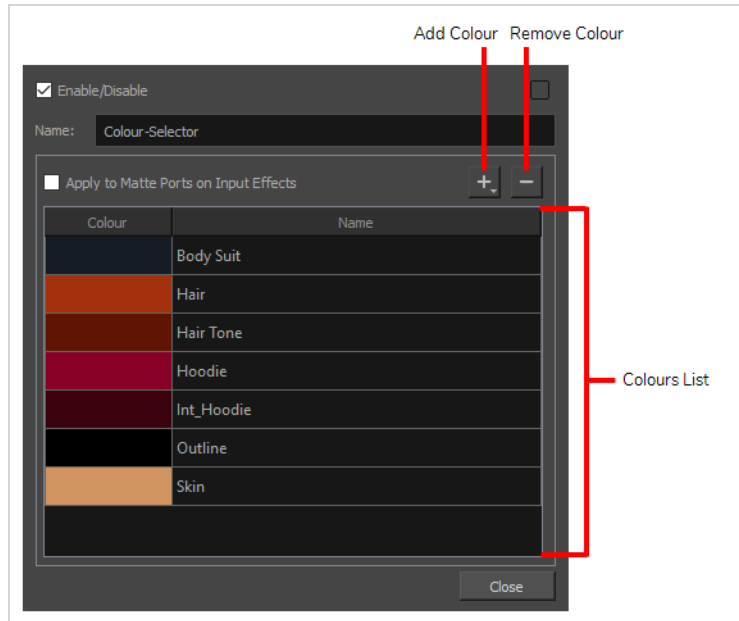 Add Colour Remove Colour
Enable/Disable
Name: Colour-Selector
Apply to Matte Ports on Input Effects
Colour Name
Body Suit
Hair
Hair Tone
Hoodie
Colours List
Int_Hoodie
Outline
Skin
Close